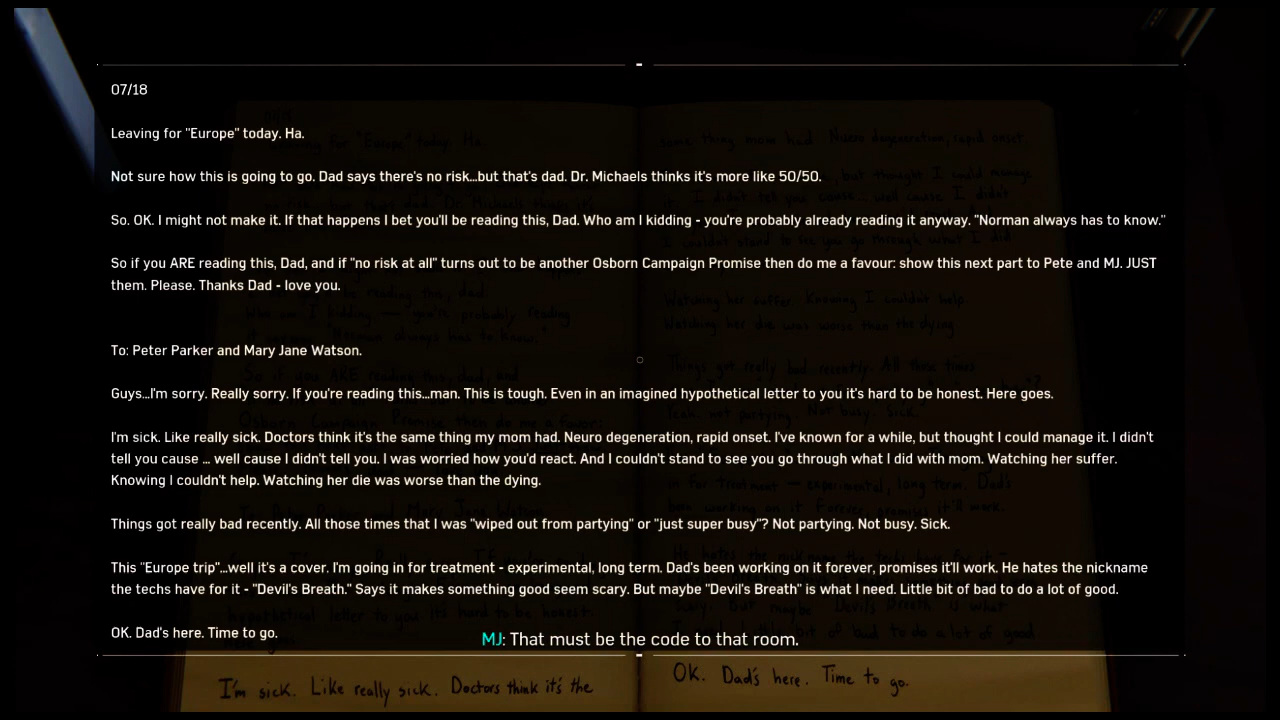 07/18
Leaving for "Europe" today. Ha.
Not sure how this is going to go. Dad says there's no risk...but that's dad. Dr. Michaels thinks it's more like 50/50.
So. OK. I might not make it. If that happens I bet you'll be reading this, Dad. Who am I kidding - you're probably already reading it anyway. "Norman always has to know."
So if you ARE reading this, Dad, and if "no risk at all" turns out to be another Osborn Campaign Promise then do me a favour: show this next part to Pete and MJ. JUST
them. Please. Thanks Dad - love you.
To: Peter Parker and Mary Jane Watson.
Guys...I'm sorry. Really sorry. If you're reading this...man. This is tough. Even in an imagined hypothetical letter to you it's hard to be honest. Here goes.
I'm sick. Like really sick. Doctors think it's the same thing my mom had. Neuro degeneration, rapid onset. I've known for a while, but thought I could manage it. I didn't
tell you cause ... well cause I didn't tell you. I was worried how you'd react. And I couldn't stand to see you go through what I did with mom. Watching her suffer.
Knowing I couldn't help. Watching her die was worse than the dying.
Things got really bad recently. All those times that I was "wiped out from partying" or "just super busy"? Not partying. Not busy. Sick.
This "Europe trip"...well it's a cover. I'm going in for treatment - experimental, long term. Dad's been working on it forever, promises it'll work. He hates the nickname
the techs have for it - "Devil's Breath." Says it makes something good seem scary. But maybe "Devil's Breath" is what I need. Little bit of bad to do a lot of good.
OK. Dad's here. Time to go.
MJ: That must be the code to that room.
I'm sick. Like really sick. Doctors think it's the
OK. Dad's here. Time to go.